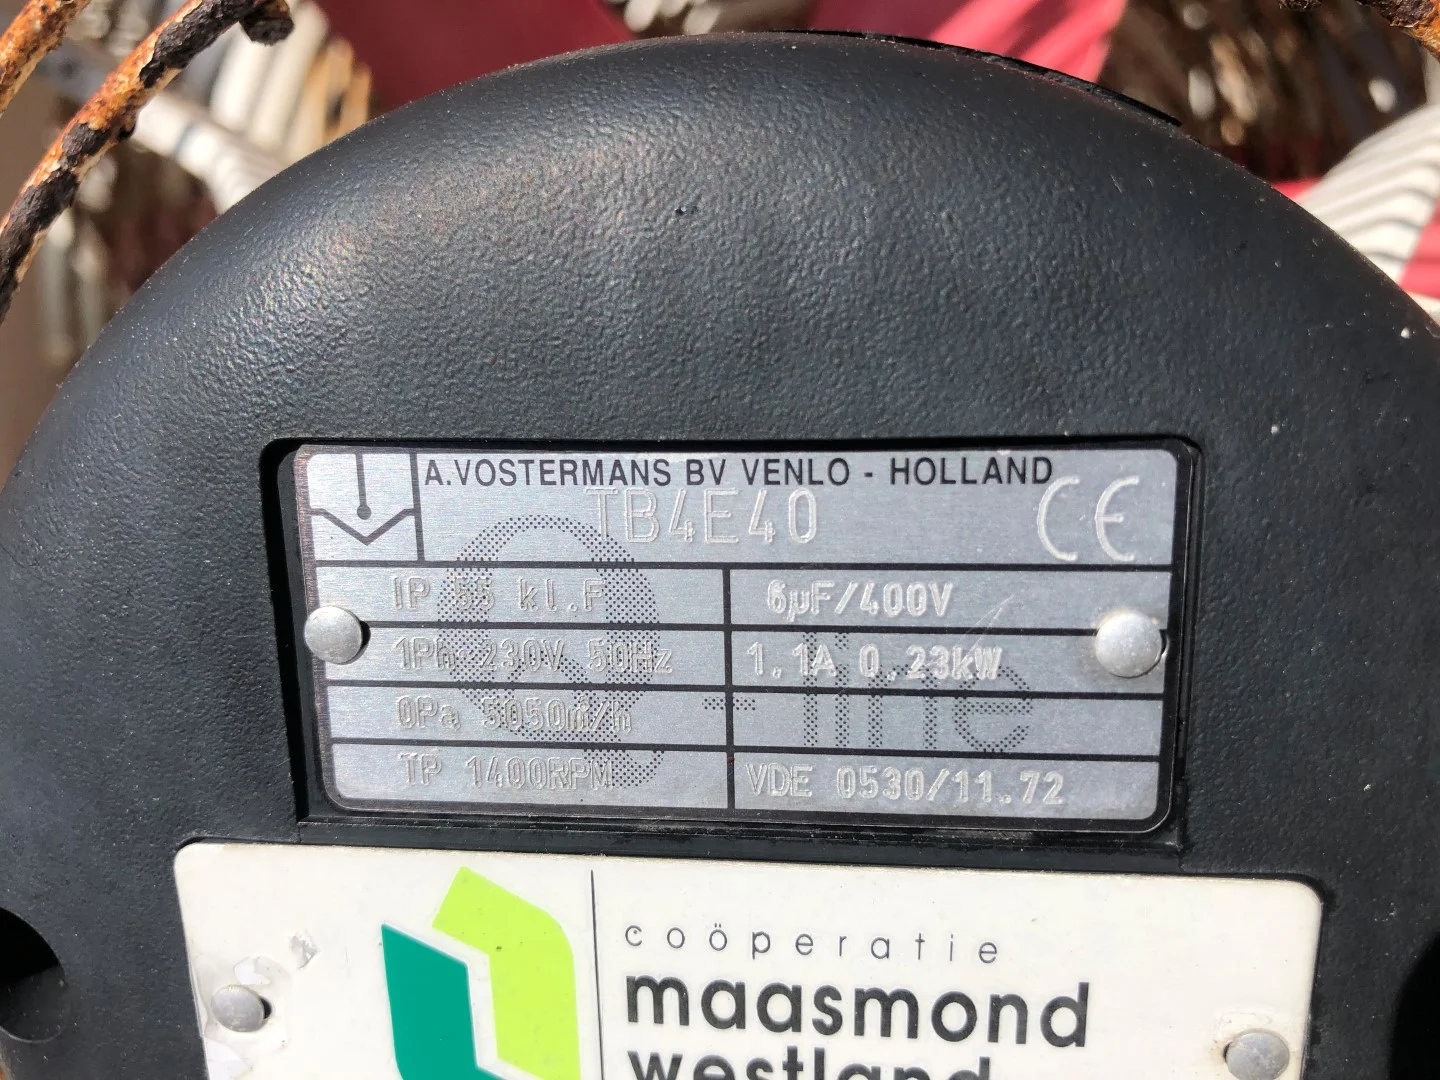 A.VOSTERMANS BV VENLO - HOLLAND
TB4E40 CE
IP 55 kl.F 6µF/400V
1Ph 230V 50Hz 1.1A 0.23kW
0Pa 5050m³/h
Q-line
TP 1400RPM VDE 0530/11.72
coöperatie
maasmond
westland